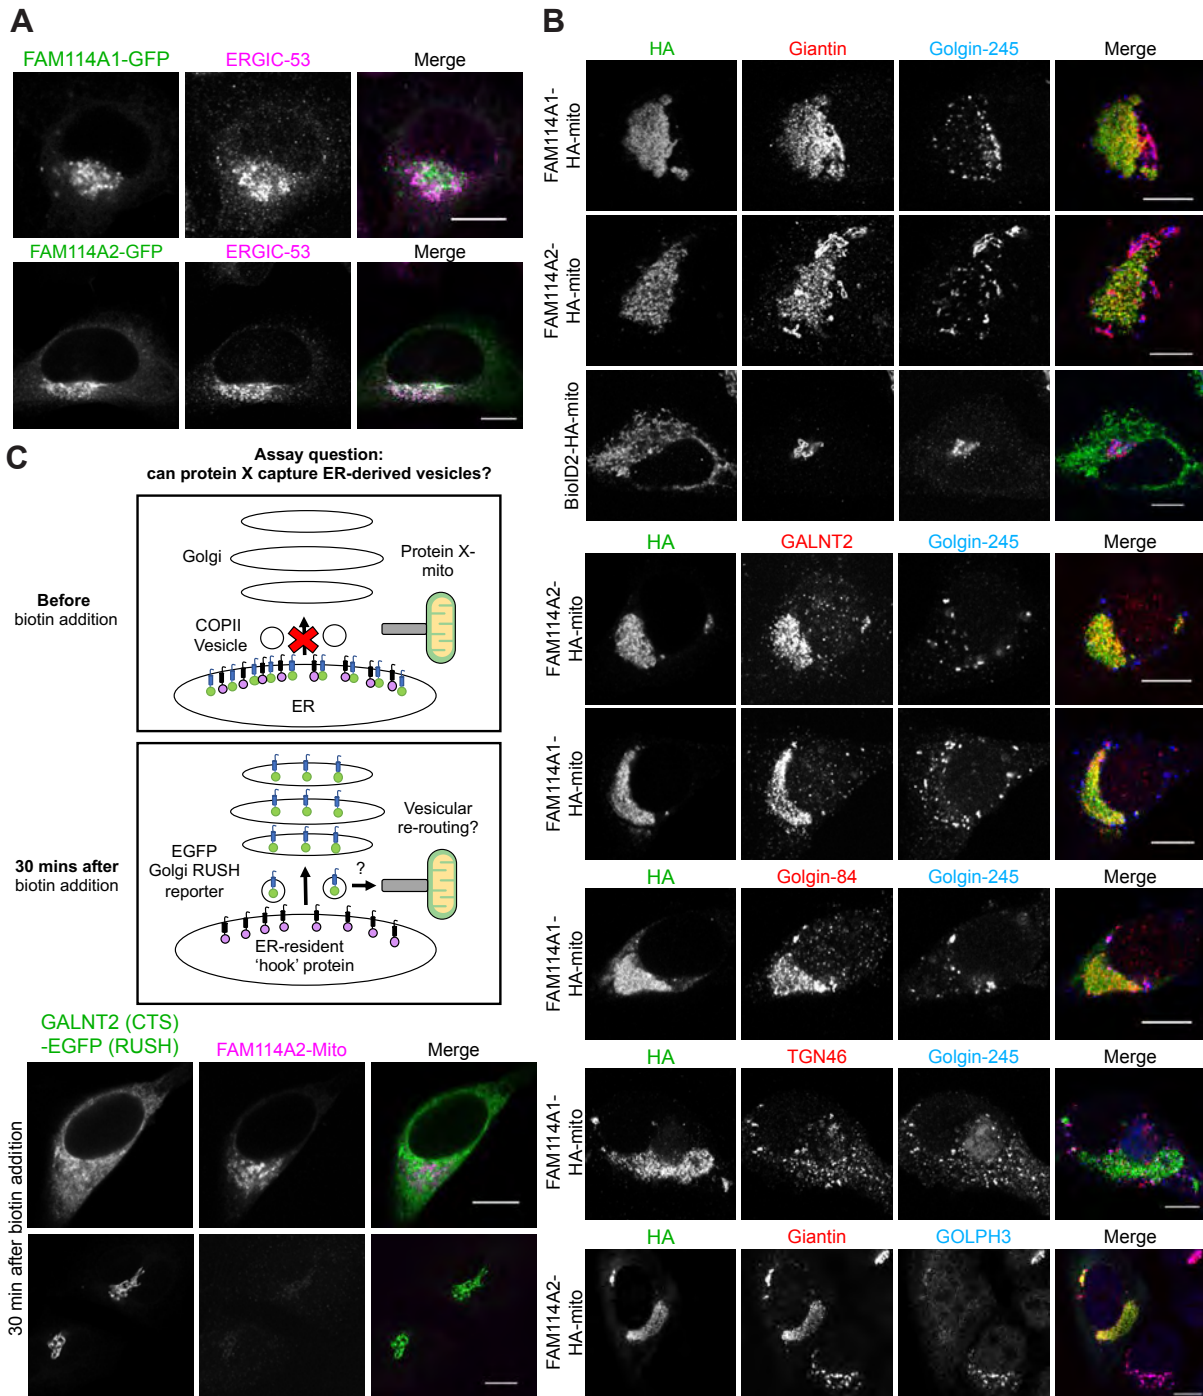 A
FAM114A1-GFP
ERGIC-53
Merge
FAM114A2-GFP
ERGIC-53
Merge
B
HA
Giantin
Golgin-245
Merge
FAM114A1-
HA-mito
FAM114A2-
HA-mito
BioID2-HA-mito
HA
GALNT2
Golgin-245
Merge
FAM114A2-
HA-mito
FAM114A1-
HA-mito
HA
Golgin-84
Golgin-245
Merge
FAM114A1-
HA-mito
HA
TGN46
Golgin-245
Merge
FAM114A1-
HA-mito
HA
Giantin
GOLPH3
Merge
FAM114A2-
HA-mito
C
Assay question:
can protein X capture ER-derived vesicles?
Before
biotin addition
Golgi
Protein X-
mito
COPII
Vesicle
ER
30 mins after
biotin addition
EGFP
Golgi RUSH
reporter
Vesicular
re-routing?
?
ER-resident
'hook' protein
GALNT2 (CTS)
-EGFP (RUSH)
FAM114A2-Mito
Merge
30 min after biotin addition